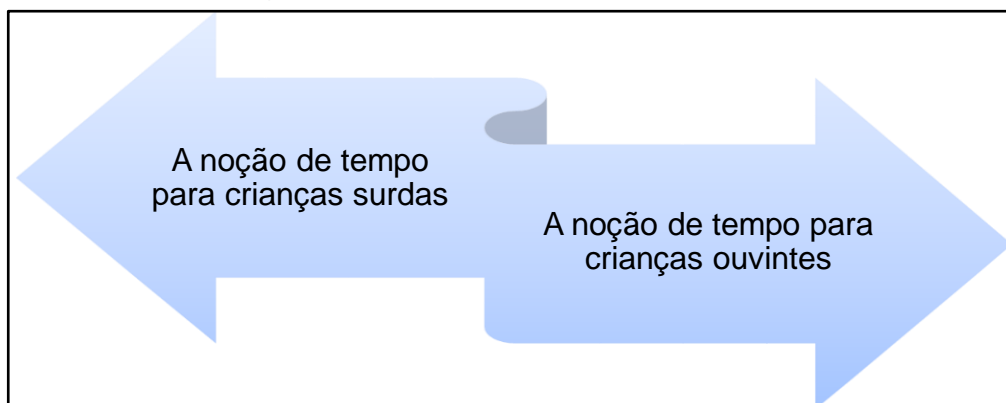 A noção de tempo
para crianças surdas
A noção de tempo para
crianças ouvintes